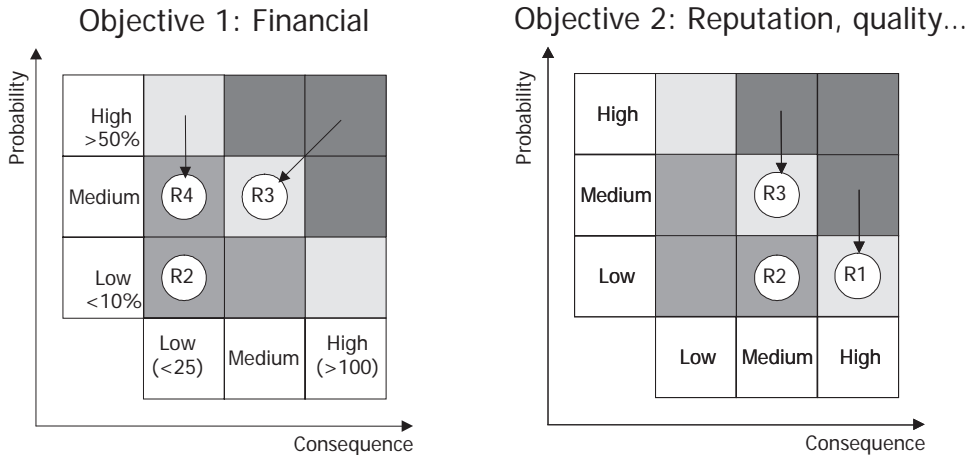 Objective 1: Financial
Probability
High
>50%
Medium
Low
<10%
R4
R3
R2
Low
(<25)
Medium
High
(>100)
Consequence
Objective 2: Reputation, quality...
Probability
High
Medium
Low
R3
R2
R1
Low
Medium
High
Consequence